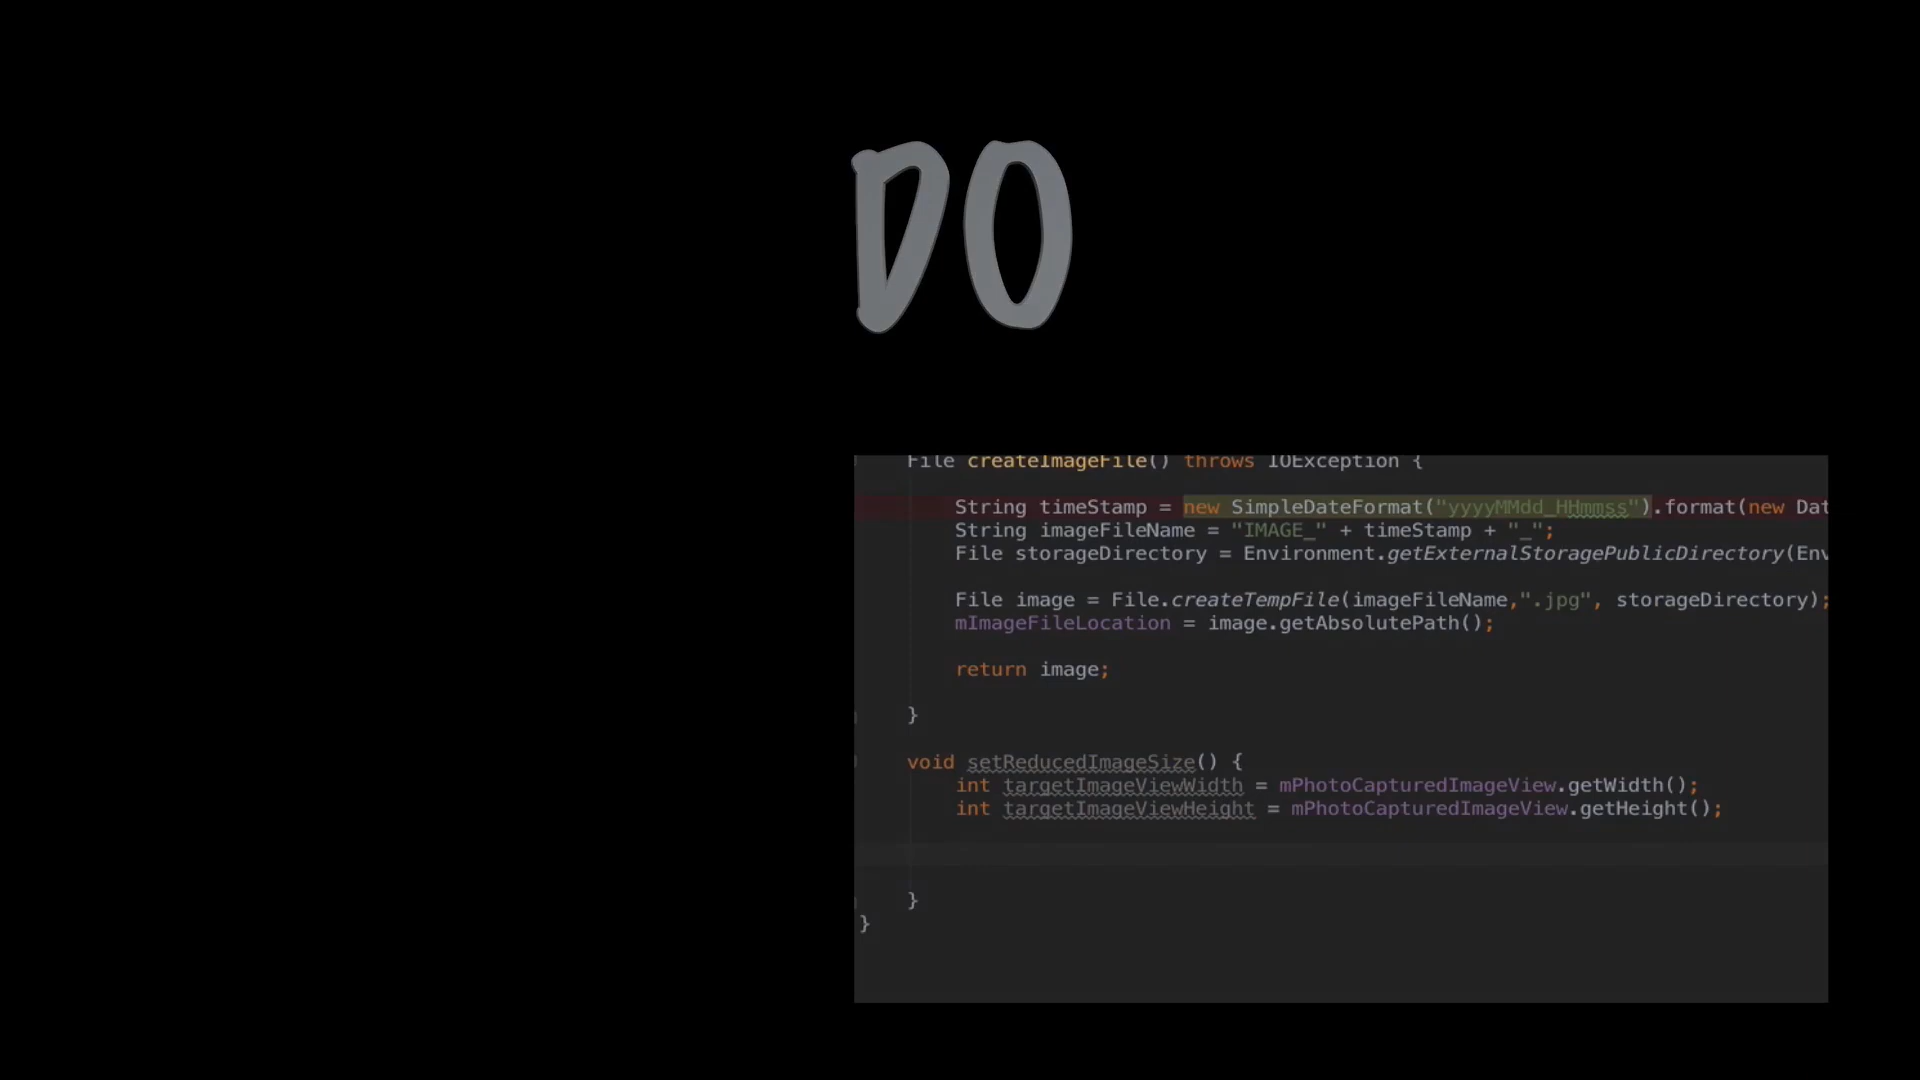 DO
File createImageFile() throws IOException {
String timeStamp = new SimpleDateFormat("yyyyMMdd_HHmmss").format(new Dat
String imageFileName = "IMAGE_" + timeStamp + "_";
File storageDirectory = Environment.getExternalStoragePublicDirectory(Env
File image = File.createTempFile(imageFileName,".jpg", storageDirectory);
mImageFileLocation = image.getAbsolutePath();
return image;
}
void setReducedImageSize() {
int targetImageViewWidth = mPhotoCapturedImageView.getWidth();
int targetImageViewHeight = mPhotoCapturedImageView.getHeight();
}
}